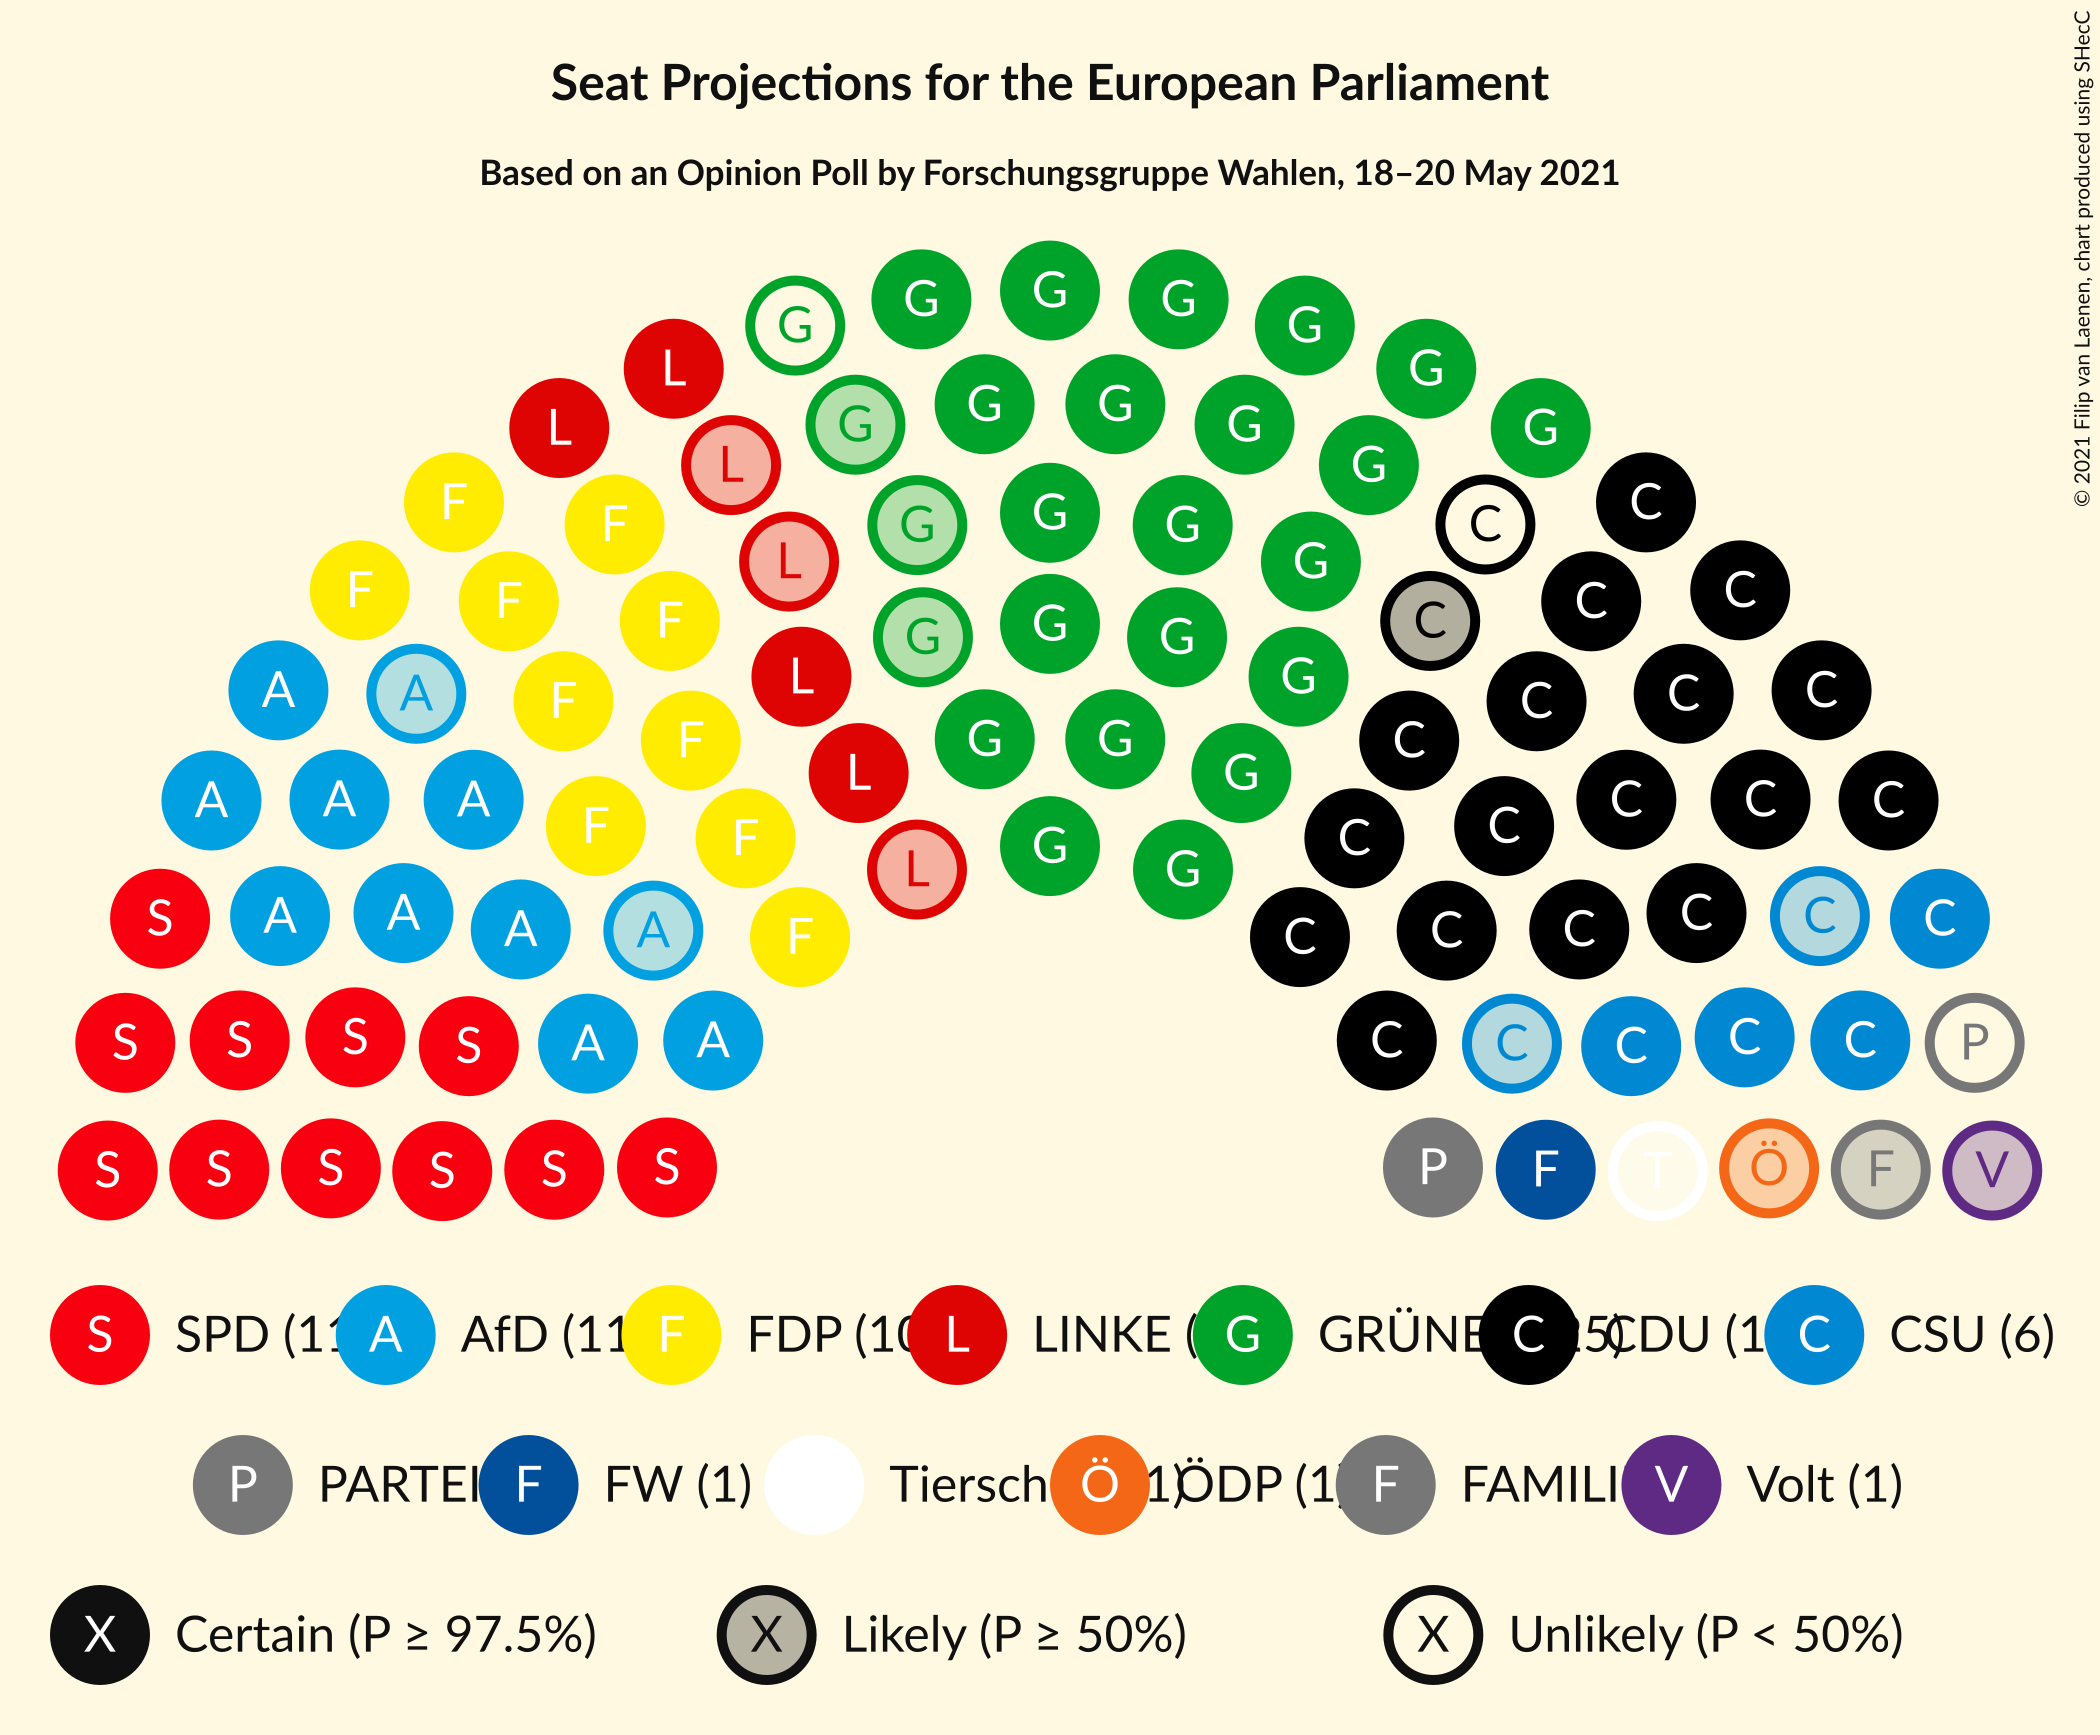 Seat Projections for the European Parliament
Based on an Opinion Poll by Forschungsgruppe Wahlen, 18–20 May 2021
© 2021 Filip van Laenen, chart produced using SHecC
G G G G G
L G
L G G G G G
L G
F F G G G C C
L G
F F F G G G C C C
A A F L G C C C C
A A A F F L G G G C C C C C
F F G C C
S A A A A F L G C C C C C C
S S S S A A C C C C C P
S S S S S S P F T Ö F V
S SPD (11 A AfD (11 F FDP (10 L LINKE ( G GRÜNE 25) C CDU (1 C CSU (6)
P PARTEI F FW (1) Tiersch 1) Ö ÖDP (1 F FAMILI V Volt (1)
X Certain (P ≥ 97.5%) X Likely (P ≥ 50%) X Unlikely (P < 50%)